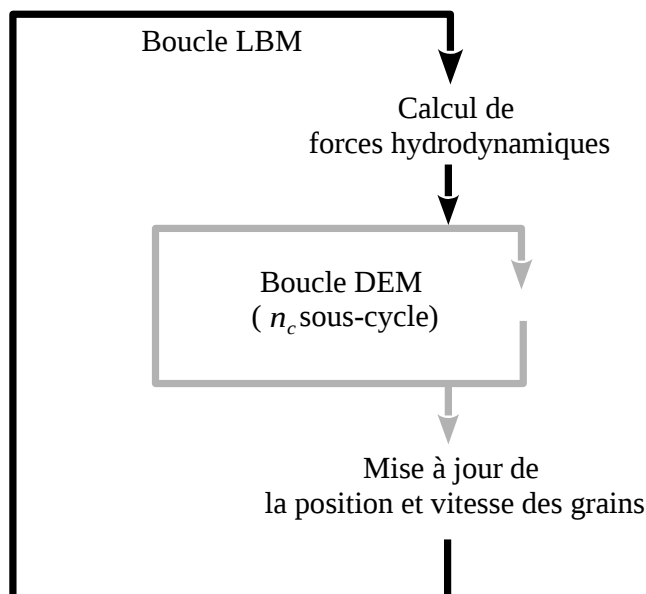 Boucle LBM
Calcul de
forces hydrodynamiques
Boucle DEM
( n_c sous-cycle)
Mise à jour de
la position et vitesse des grains